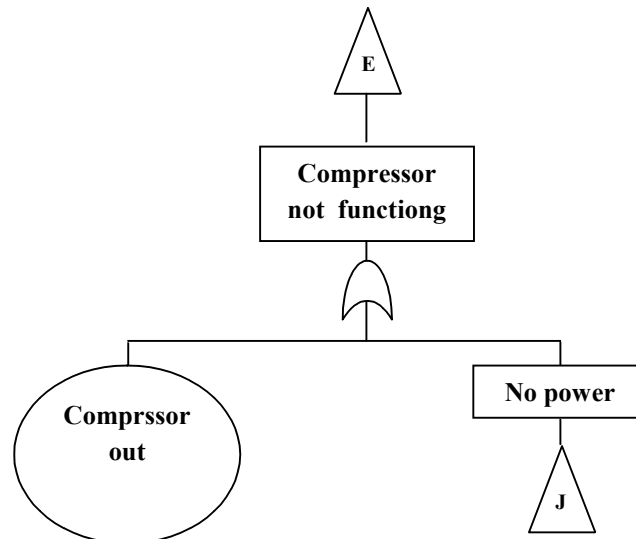 E
Compressor
not functiong
Comprssor
out
No power
J